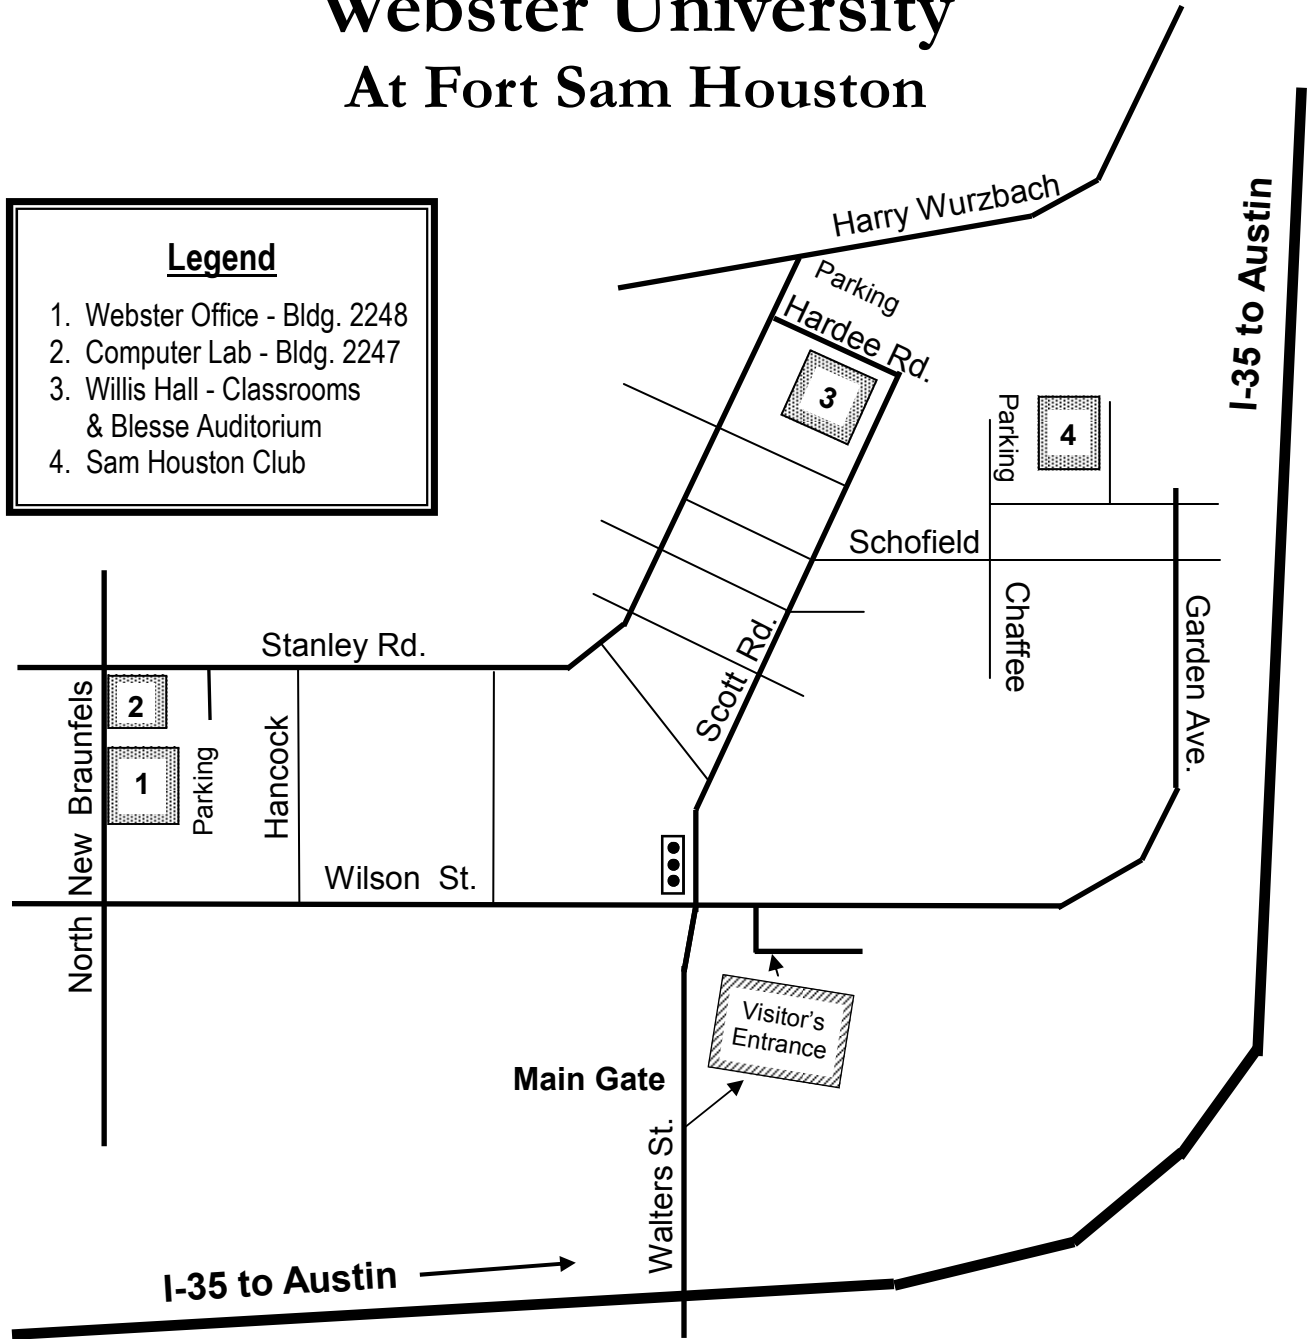 Webster University
At Fort Sam Houston
Harry Wurzbach
I-35 to Austin
Legend
1. Webster Office - Bldg. 2248
2. Computer Lab - Bldg. 2247
3. Willis Hall - Classrooms
& Blesse Auditorium
4. Sam Houston Club
Parking
Hardee Rd.
3
Parking
4
Schofield
Chaffee
Garden Ave.
Stanley Rd.
Scott Rd.
2
1
Parking
Hancock
North New Braunfels
Wilson St.
Visitor's
Entrance
Main Gate
Walters St.
I-35 to Austin